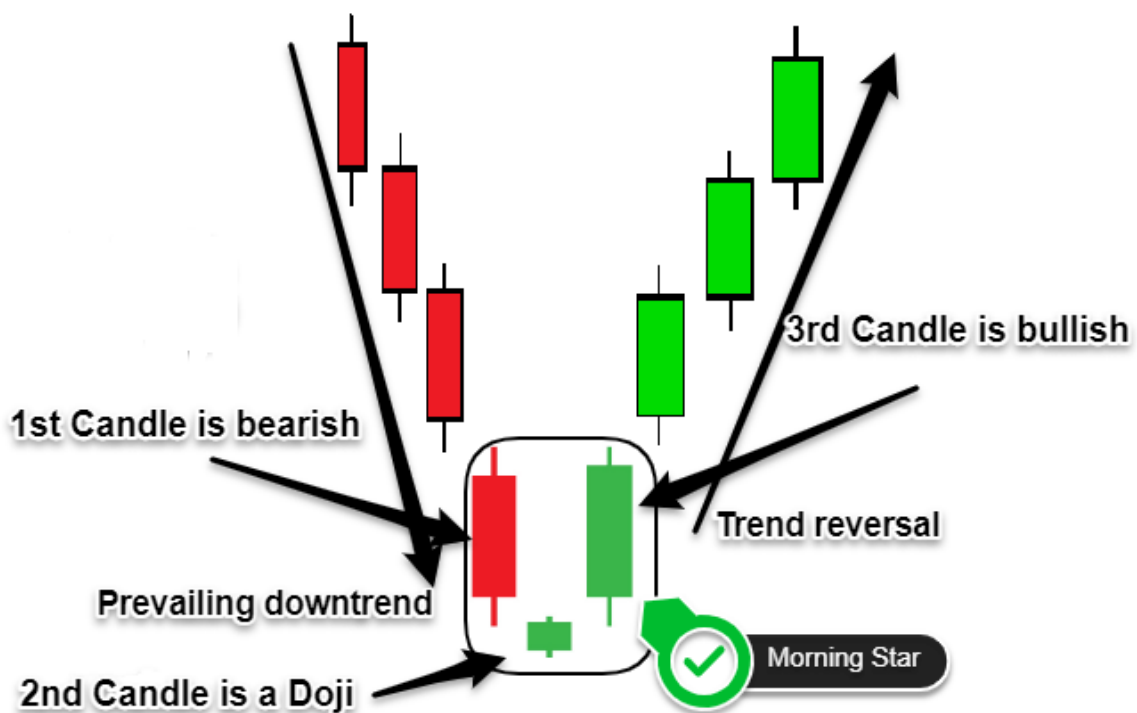 3rd Candle is bullish
1st Candle is bearish
Trend reversal
Prevailing downtrend
Morning Star
2nd Candle is a Doji